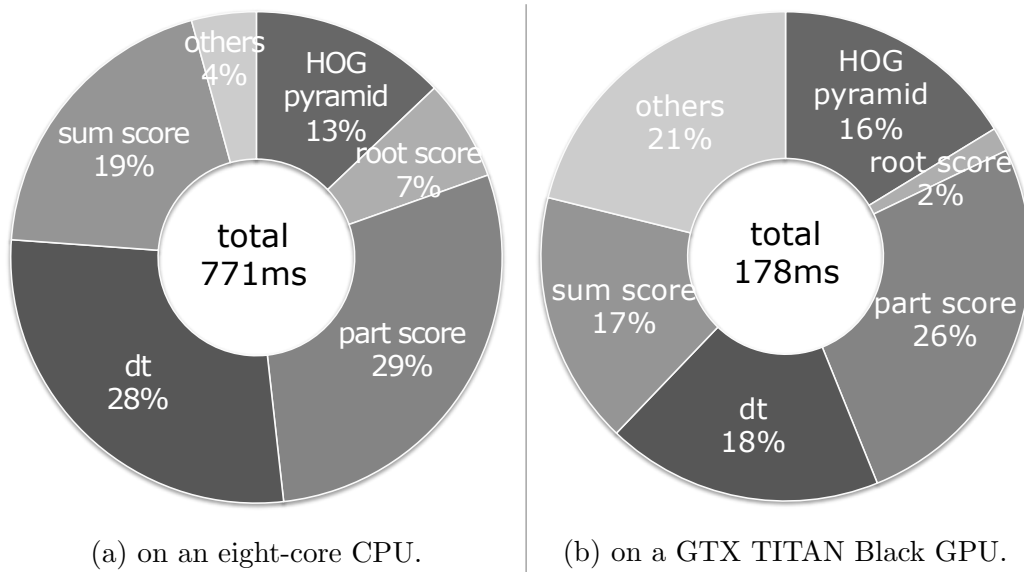 others
4%
HOG
pyramid
13%
root score
7%
sum score
19%
total
771ms
part score
29%
dt
28%
(a) on an eight-core CPU.
HOG
pyramid
16%
others
21%
root score
2%
total
178ms
sum score
17%
part score
26%
dt
18%
(b) on a GTX TITAN Black GPU.